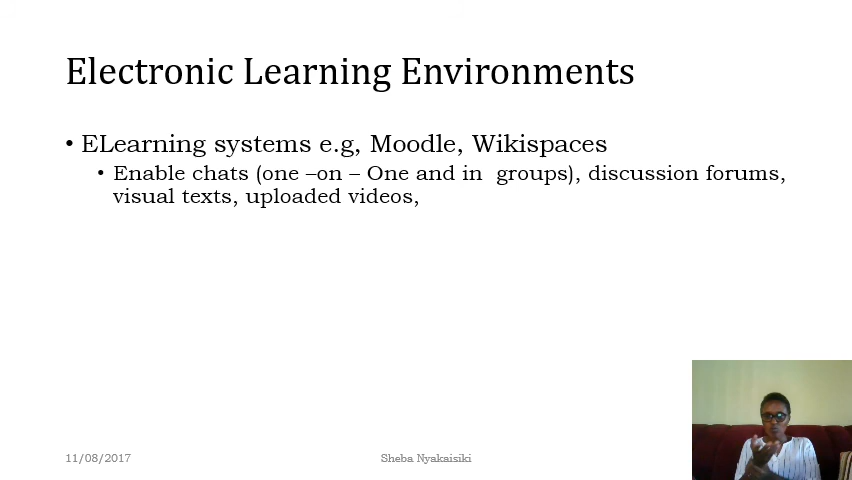 Electronic Learning Environments
• ELearning systems e.g, Moodle, Wikispaces
• Enable chats (one –on – One and in  groups), discussion forums,
visual texts, uploaded videos,
11/08/2017
Sheba Nyakaisiki